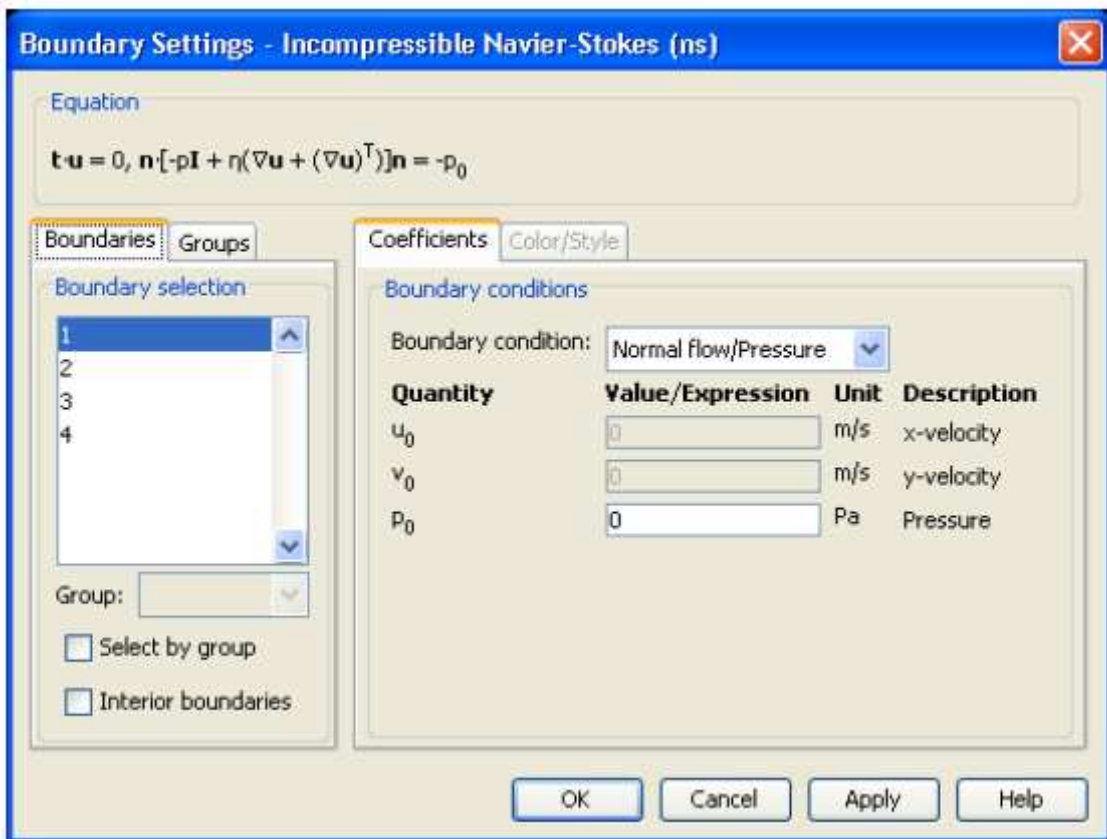 Boundary Settings - Incompressible Navier-Stokes (ns)
Equation
t·u = 0, n·[-pI + η(∇u + (∇u)ᵀ)]n = -p₀
Boundaries Groups
Boundary selection
1
2
3
4
Group:
Select by group
Interior boundaries
Coefficients Color/Style
Boundary conditions
Boundary condition: Normal flow/Pressure
Quantity Value/Expression Unit Description
u₀ 0 m/s x-velocity
v₀ 0 m/s y-velocity
p₀ 0 Pa Pressure
OK Cancel Apply Help